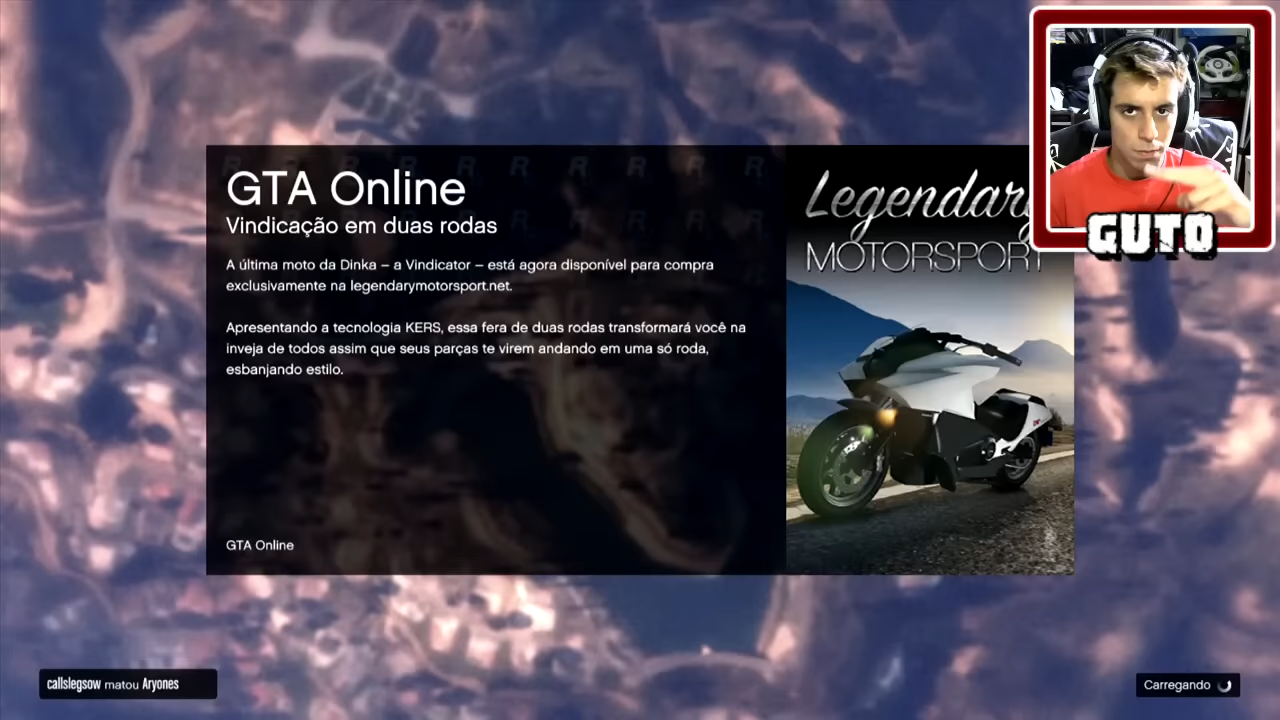 GTA Online
Vindicação em duas rodas
A última moto da Dinka – a Vindicator – está agora disponível para compra
exclusivamente na legendarymotorsport.net.
Apresentando a tecnologia KERS, essa fera de duas rodas transformará você na
inveja de todos assim que seus parças te virem andando em uma só roda,
esbanjando estilo.
GTA Online
Legendary
MOTORSPORT
GUTO
callslegsow matou Aryones
Carregando